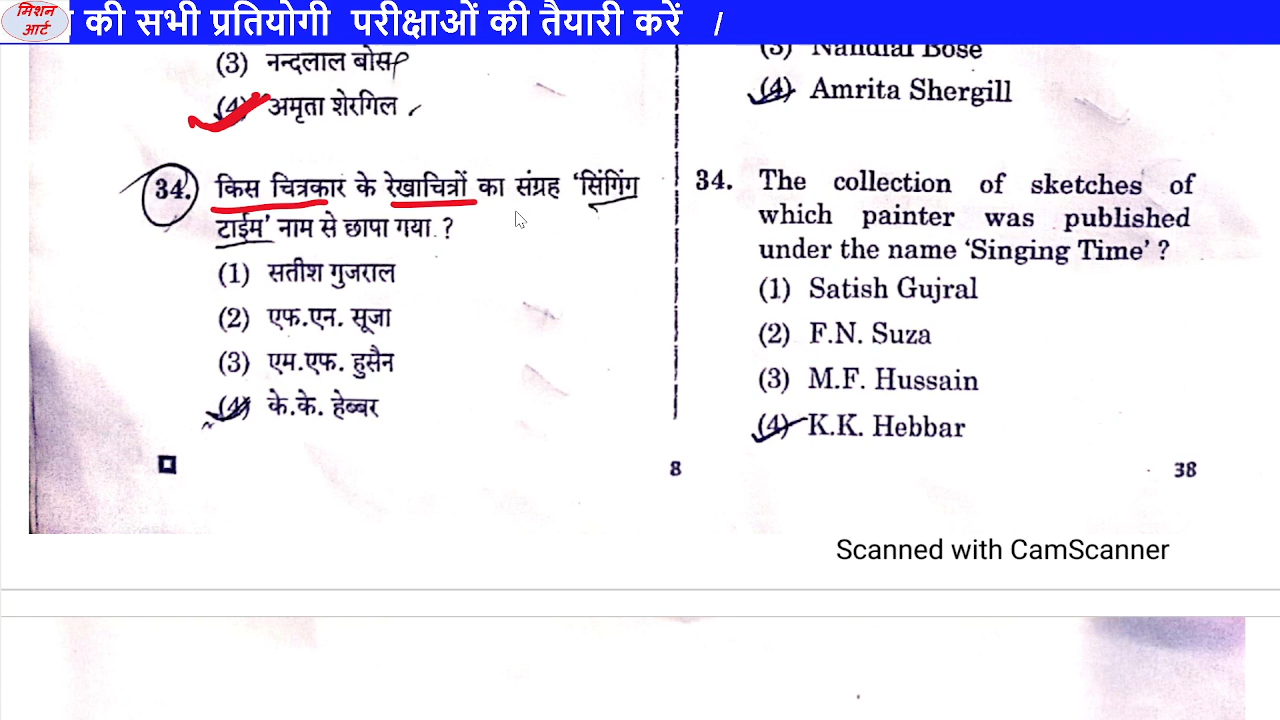 मिशन
आर्ट
की सभी प्रतियोगी परीक्षाओं की तैयारी करें /
(3) नन्दलाल बोस
(4) अमृता शेरगिल
34. किस चित्रकार के रेखाचित्रों का संग्रह ‘सिंगिंग
टाईम’ नाम से छापा गया ?
(1) सतीश गुजराल
(2) एफ.एन. सूजा
(3) एम.एफ. हुसैन
(4) के.के. हेब्बर
(3) Nandlal Bose
(4) Amrita Shergill
34. The collection of sketches of
which painter was published
under the name ‘Singing Time’ ?
(1) Satish Gujral
(2) F.N. Suza
(3) M.F. Hussain
(4) K.K. Hebbar
8
38
Scanned with CamScanner